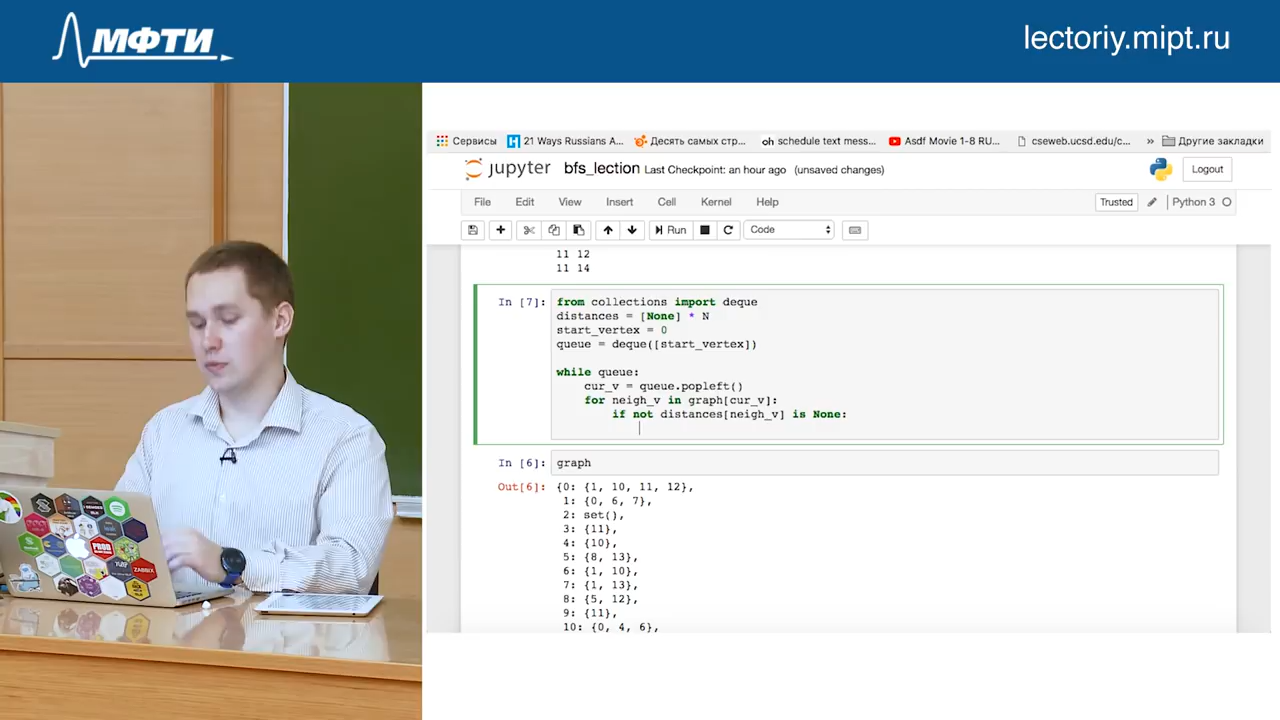 МФТИ
lectoriy.mipt.ru
Сервисы
21 Ways Russians A...
Десять самых стр...
oh schedule text mess...
Asdf Movie 1-8 RU...
cseweb.ucsd.edu/c...
» Другие закладки
jupyter bfs_lection Last Checkpoint: an hour ago (unsaved changes)
Logout
File Edit View Insert Cell Kernel Help
Trusted
Python 3
Run
Code
11 12
11 14
In [7]: from collections import deque
distances = [None] * N
start_vertex = 0
queue = deque([start_vertex])
while queue:
cur_v = queue.popleft()
for neigh_v in graph[cur_v]:
if not distances[neigh_v] is None:
In [6]: graph
Out[6]: {0: {1, 10, 11, 12},
1: {0, 6, 7},
2: set(),
3: {11},
4: {10},
5: {8, 13},
6: {1, 10},
7: {1, 13},
8: {5, 12},
9: {11},
10: {0, 4, 6},
PROD
ZABBIX